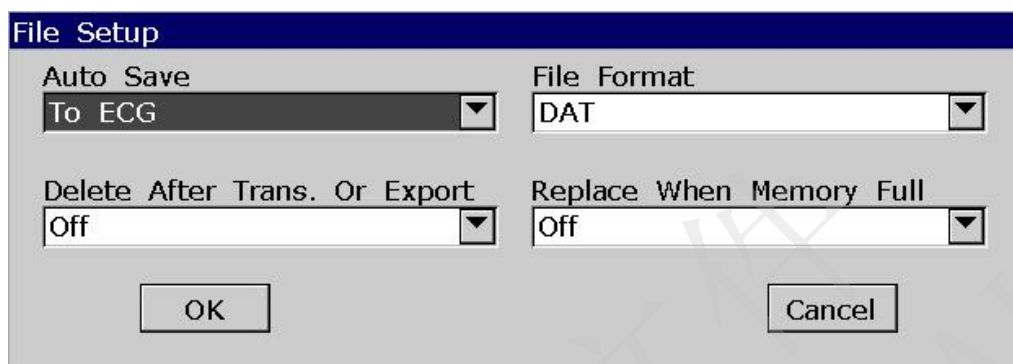 File Setup
Auto Save File Format
To ECG DAT
Delete After Trans. Or Export Replace When Memory Full
Off Off
OK Cancel